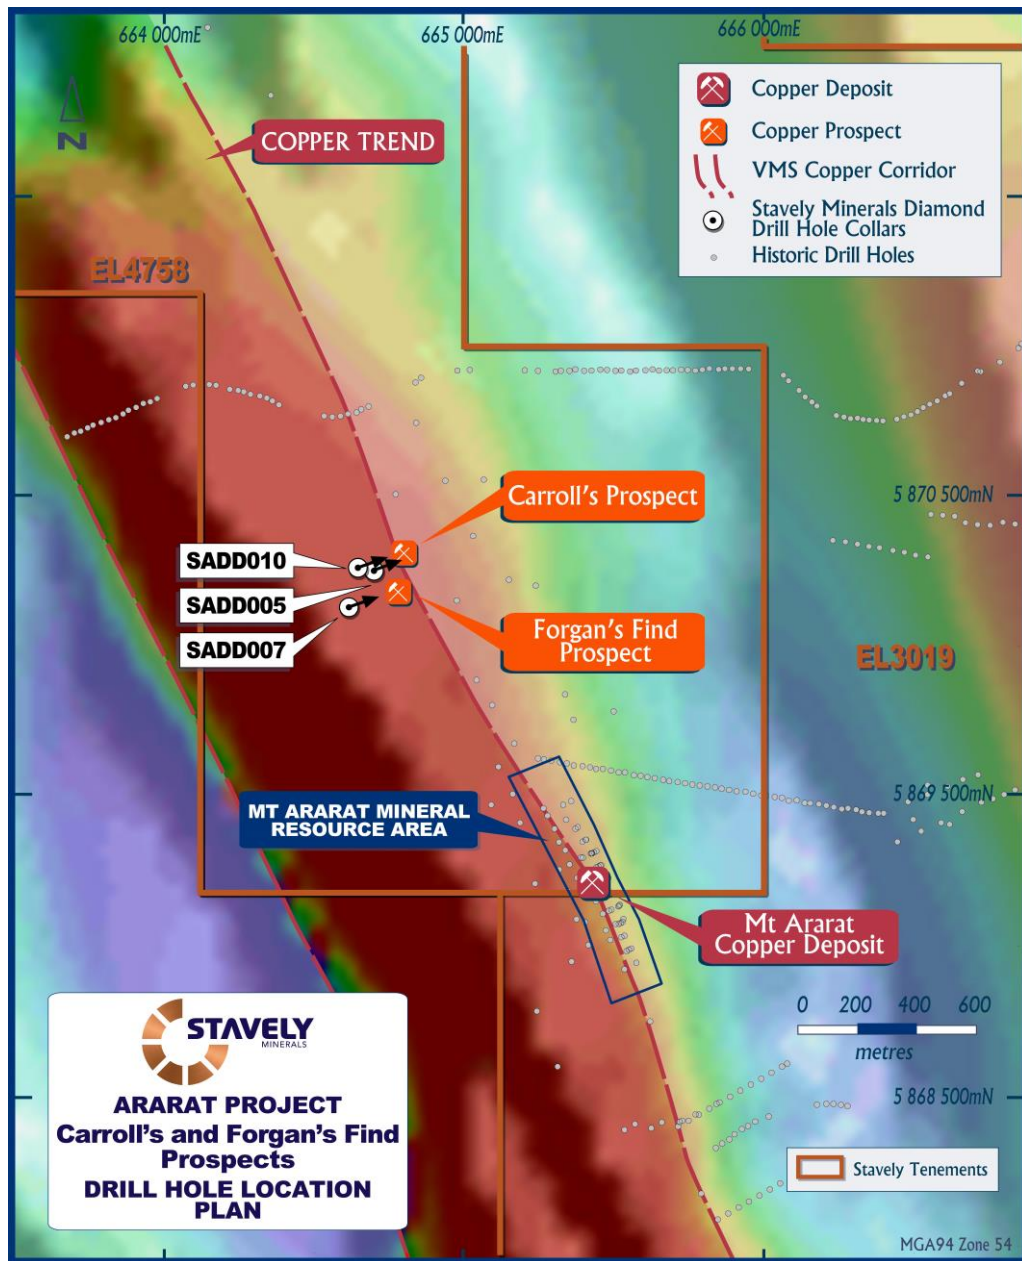 664 000mE
665 000mE
666 000mE
N
COPPER TREND
Copper Deposit
Copper Prospect
VMS Copper Corridor
Stavely Minerals Diamond
Drill Hole Collars
Historic Drill Holes
EL4758
Carroll's Prospect
5 870 500mN
SADD010
SADD005
SADD007
Forgan's Find
Prospect
EL3019
MT ARARAT MINERAL
RESOURCE AREA
5 869 500mN
Mt Ararat
Copper Deposit
0 200 400 600
metres
5 868 500mN
STAVELY
MINERALS
ARARAT PROJECT
Carroll's and Forgan's Find
Prospects
DRILL HOLE LOCATION
PLAN
Stavely Tenements
MGA94 Zone 54